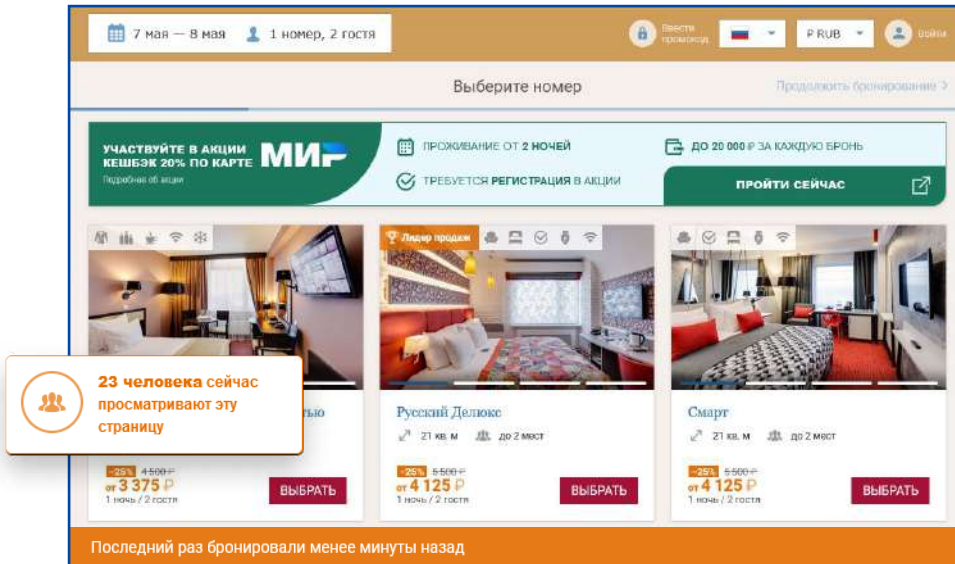 7 мая — 8 мая
1 номер, 2 гостя
Ввести
промокод
₽ RUB
Войти
Выберите номер
Продолжить бронирование
УЧАСТВУЙТЕ В АКЦИИ
КЕШБЭК 20% ПО КАРТЕ
МИР
Подробнее об акции
ПРОЖИВАНИЕ ОТ 2 НОЧЕЙ
ТРЕБУЕТСЯ РЕГИСТРАЦИЯ В АКЦИИ
ДО 20 000 ₽ ЗА КАЖДУЮ БРОНЬ
ПРОЙТИ СЕЙЧАС
Лидер продаж
23 человека сейчас
просматривают эту
страницу
тью
-25% 4 500 ₽
от 3 375 ₽
1 ночь / 2 гостя
ВЫБРАТЬ
Русский Делюкс
21 кв. м до 2 мест
-25% 5 500 ₽
от 4 125 ₽
1 ночь / 2 гостя
ВЫБРАТЬ
Смарт
21 кв. м до 2 мест
-25% 5 500 ₽
от 4 125 ₽
1 ночь / 2 гостя
ВЫБРАТЬ
Последний раз бронировали менее минуты назад